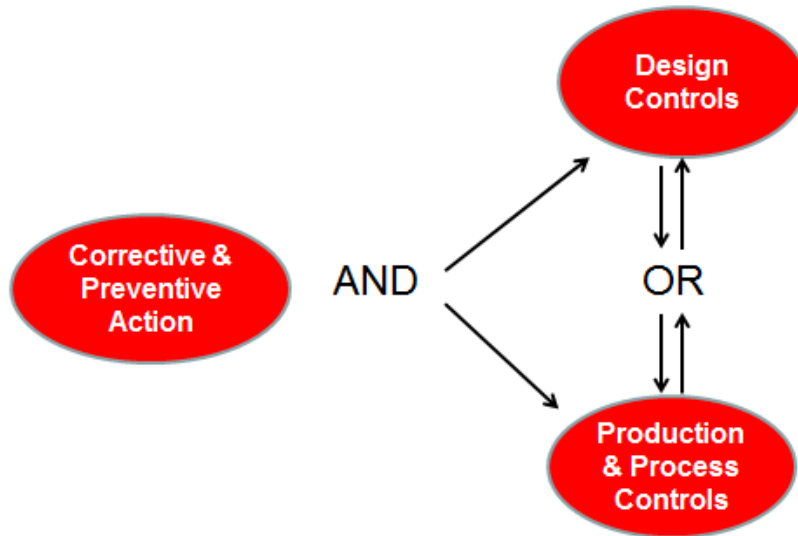 Design
Controls
Corrective &
Preventive
Action
AND
OR
Production
& Process
Controls